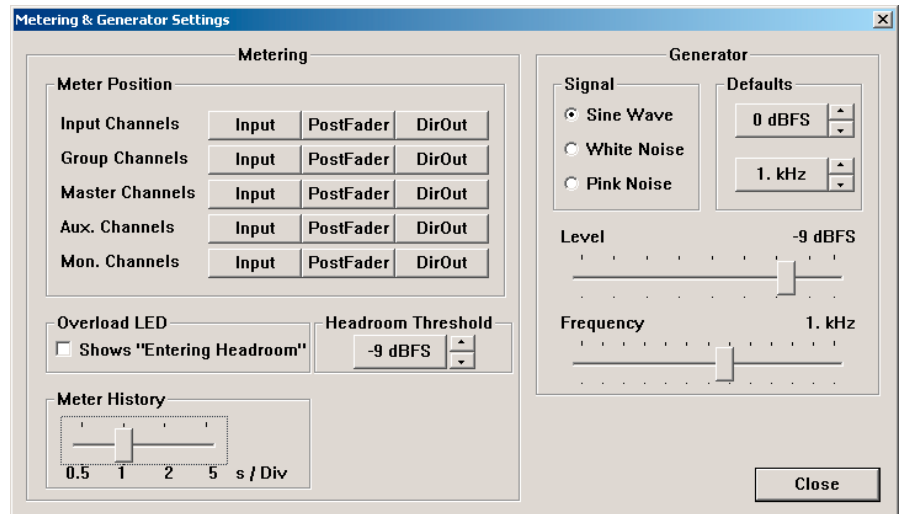 Metering & Generator Settings
Metering
Meter Position
Input Channels Input PostFader DirOut
Group Channels Input PostFader DirOut
Master Channels Input PostFader DirOut
Aux. Channels Input PostFader DirOut
Mon. Channels Input PostFader DirOut
Overload LED
Shows "Entering Headroom"
Headroom Threshold
-9 dBFS
Meter History
0.5 1 2 5 s / Div
Generator
Signal
Sine Wave
White Noise
Pink Noise
Defaults
0 dBFS
1. kHz
Level -9 dBFS
Frequency 1. kHz
Close